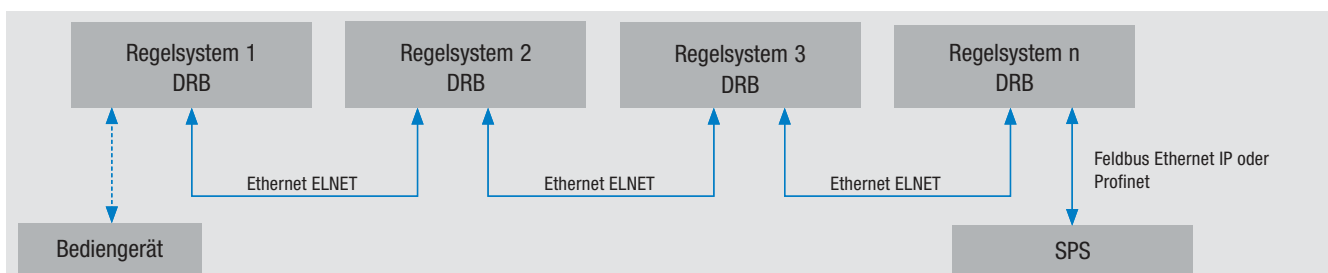 Regelsystem 1
DRB
Regelsystem 2
DRB
Regelsystem 3
DRB
Regelsystem n
DRB
Ethernet ELNET
Ethernet ELNET
Ethernet ELNET
Feldbus Ethernet IP oder
Profinet
Bediengerät
SPS